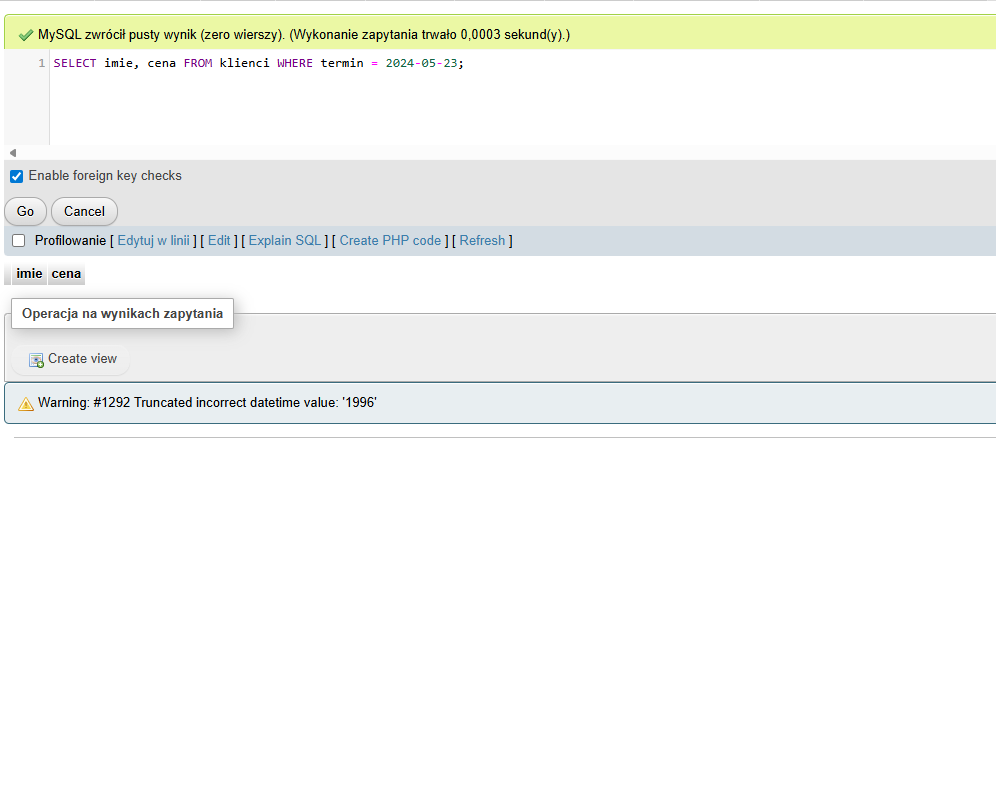 MySQL zwrócił pusty wynik (zero wierszy). (Wykonanie zapytania trwało 0,0003 sekund(y).)
1 SELECT imie, cena FROM klienci WHERE termin = 2024-05-23;
Enable foreign key checks
Go Cancel
Profilowanie [ Edytuj w linii ] [ Edit ] [ Explain SQL ] [ Create PHP code ] [ Refresh ]
imie cena
Operacja na wynikach zapytania
Create view
Warning: #1292 Truncated incorrect datetime value: '1996'